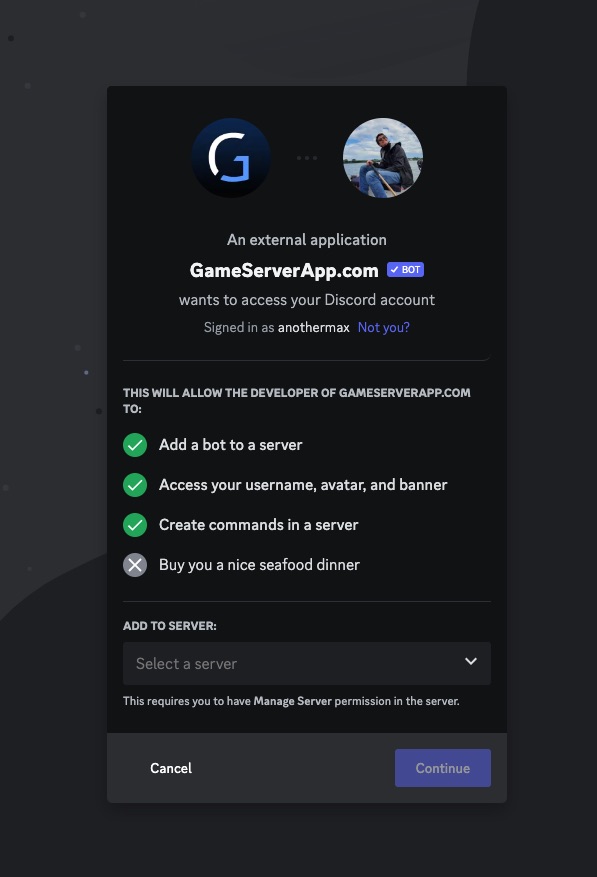 An external application
GameServerApp.com ✓ BOT
wants to access your Discord account
Signed in as anothermax Not you?
THIS WILL ALLOW THE DEVELOPER OF GAMESERVERAPP.COM
TO:
Add a bot to a server
Access your username, avatar, and banner
Create commands in a server
Buy you a nice seafood dinner
ADD TO SERVER:
Select a server
This requires you to have Manage Server permission in the server.
Cancel
Continue